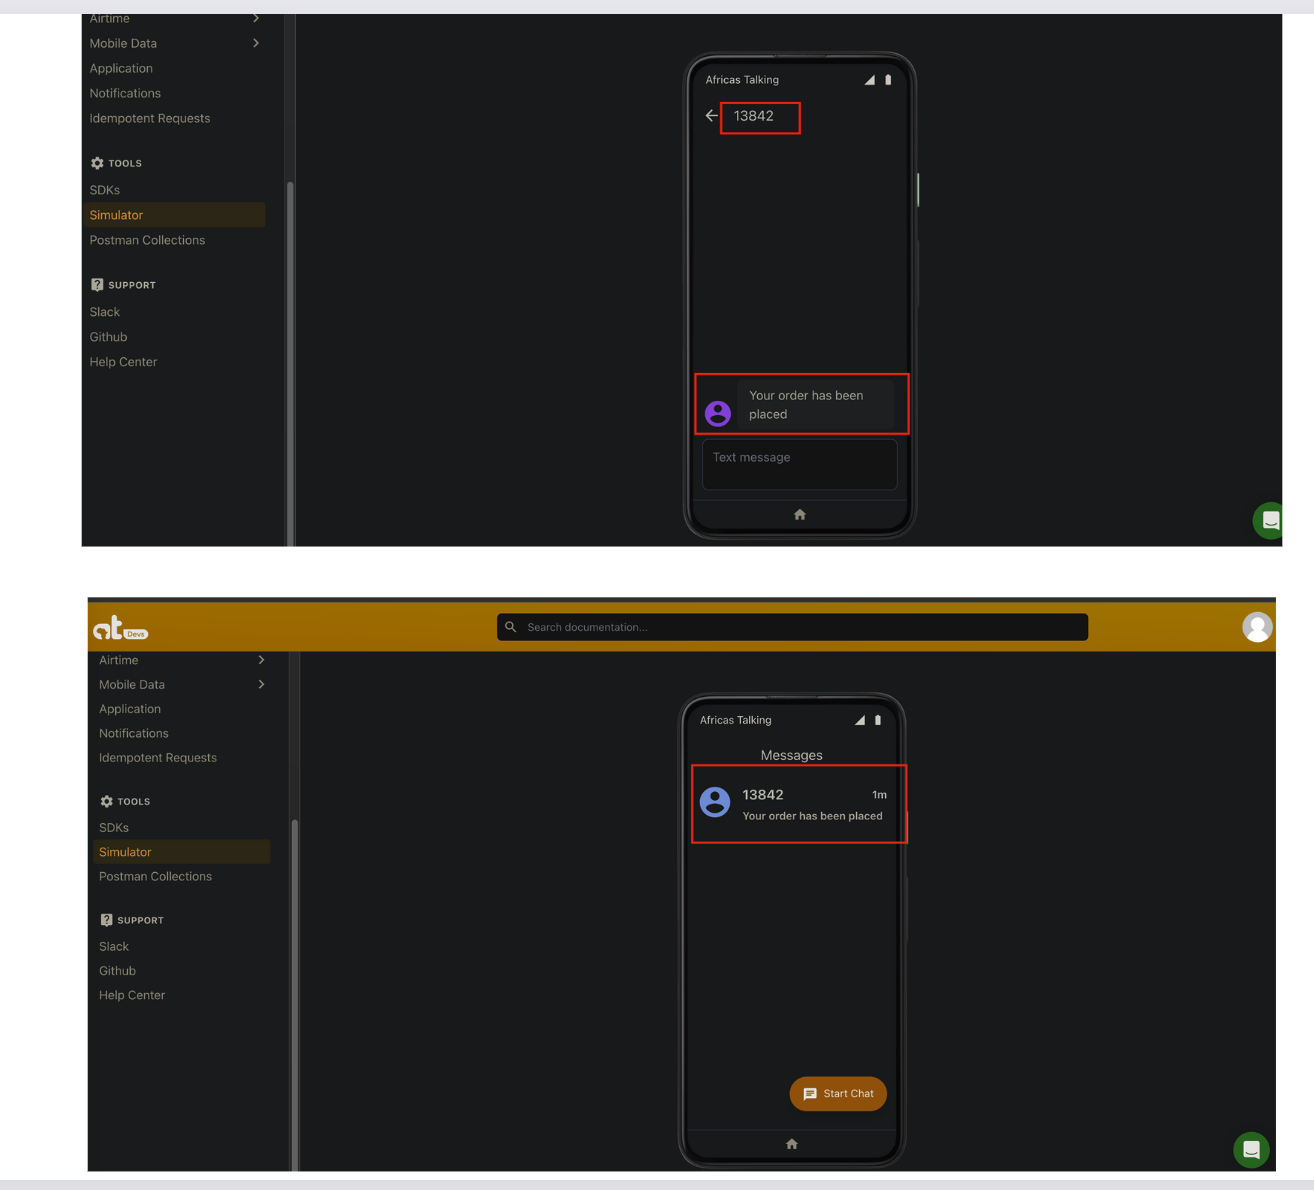 Airtime
Mobile Data
Application
Notifications
Idempotent Requests
TOOLS
SDKs
Simulator
Postman Collections
SUPPORT
Slack
Github
Help Center
Africas Talking
13842
Your order has been
placed
Text message
at Devs
Search documentation...
Airtime
Mobile Data
Application
Notifications
Idempotent Requests
TOOLS
SDKs
Simulator
Postman Collections
SUPPORT
Slack
Github
Help Center
Africas Talking
Messages
13842 1m
Your order has been placed
Start Chat